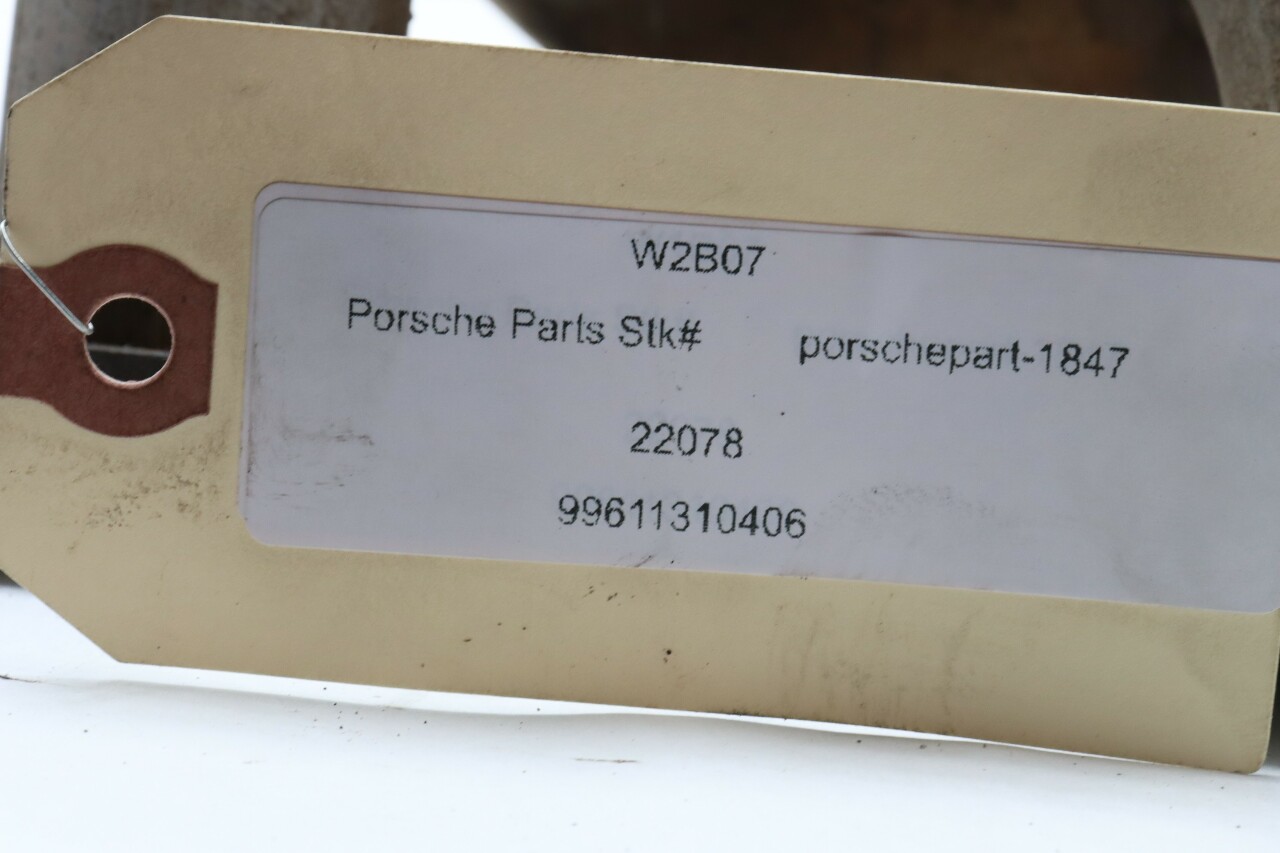 W2B07
Porsche Parts Stk# porschepart-1847
22078
99611310406